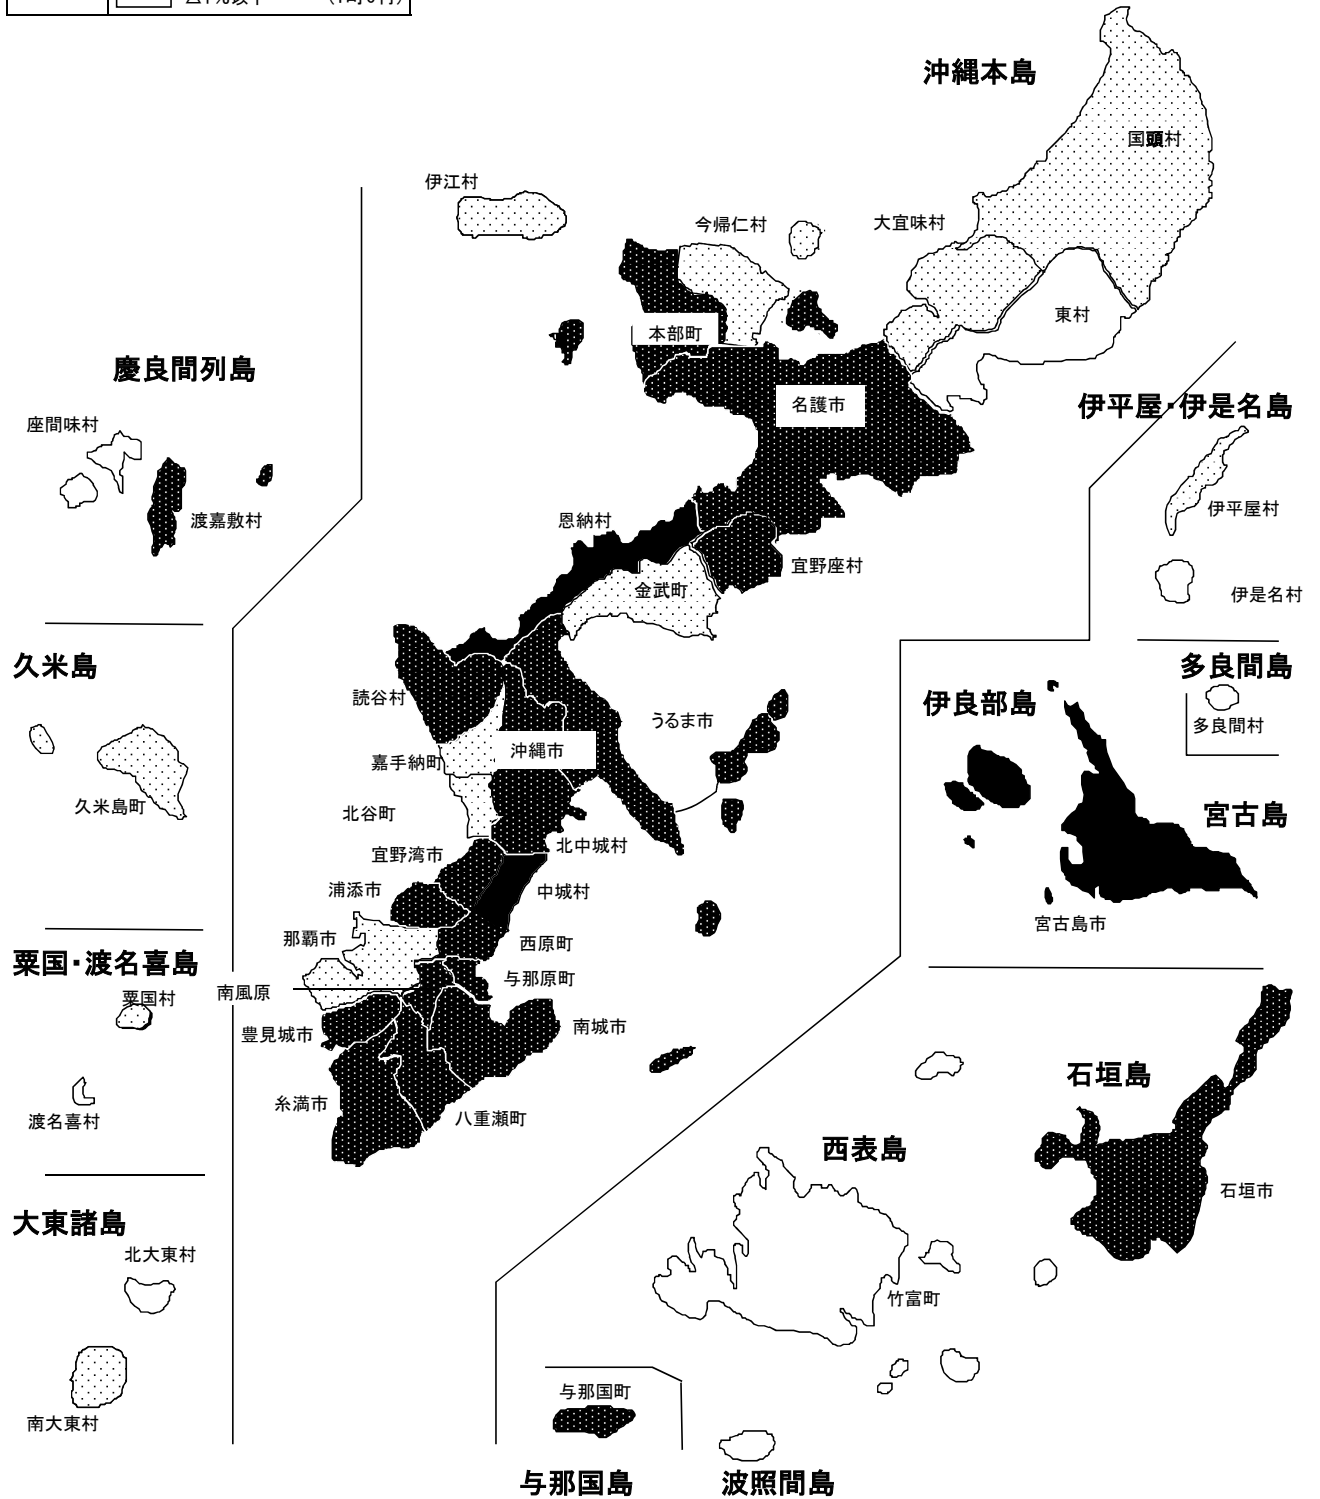 沖縄本島
国頭村
伊江村
今帰仁村
大宜味村
東村
本部町
慶良間列島
名護市
伊平屋・伊是名島
座間味村
伊平屋村
渡嘉敷村
恩納村
宜野座村
金武町
伊是名村
久米島
多良間島
読谷村
伊良部島
うるま市
多良間村
沖縄市
嘉手納町
久米島町
北谷町
宮古島
北中城村
宜野湾市
浦添市
中城村
宮古島市
那覇市
西原町
粟国・渡名喜島
粟国村
南風原
与那原町
豊見城市
南城市
石垣島
糸満市
八重瀬町
渡名喜村
西表島
石垣市
大東諸島
北大東村
竹富町
与那国町
南大東村
与那国島
波照間島